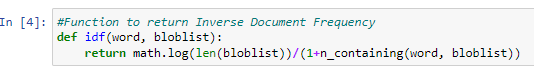 In [4]: #Function to return Inverse Document Frequency
def idf(word, bloblist):
    return math.log(len(bloblist))/(1+n_containing(word, bloblist))